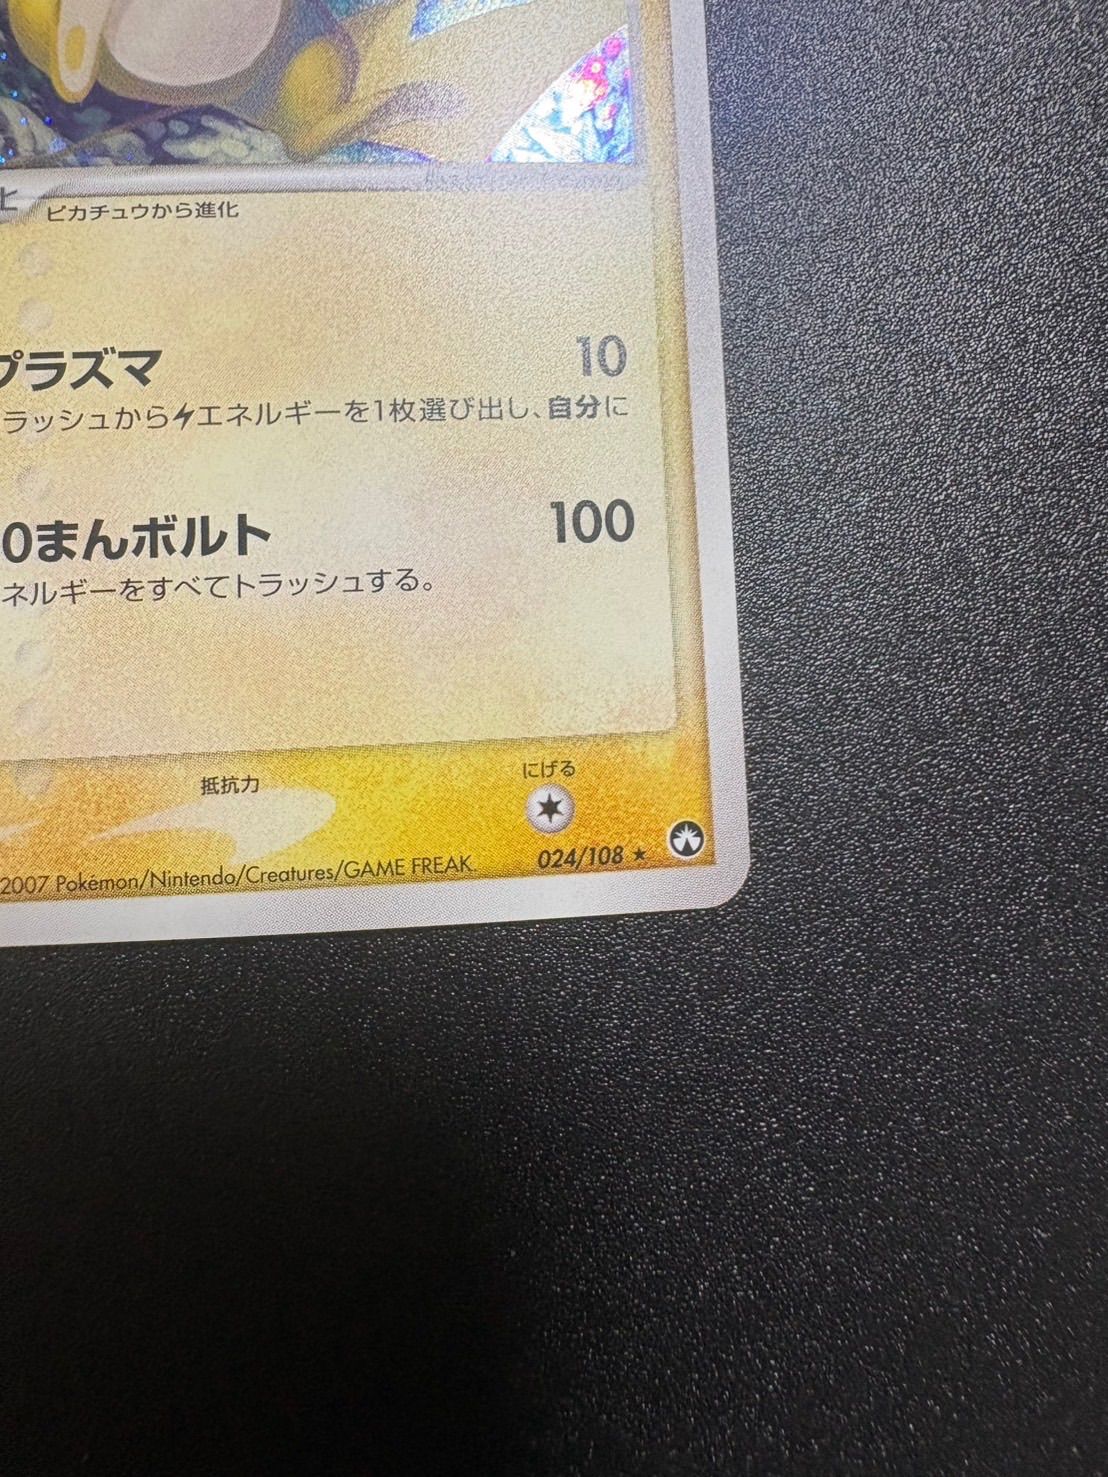 ピカチュウから進化
プラズマ 10
ラッシュからエネルギーを1枚選び出し、自分に
0まんボルト 100
ネルギーをすべてトラッシュする。
抵抗力 にげる
2007 Pokémon/Nintendo/Creatures/GAME FREAK. 024/108 ★